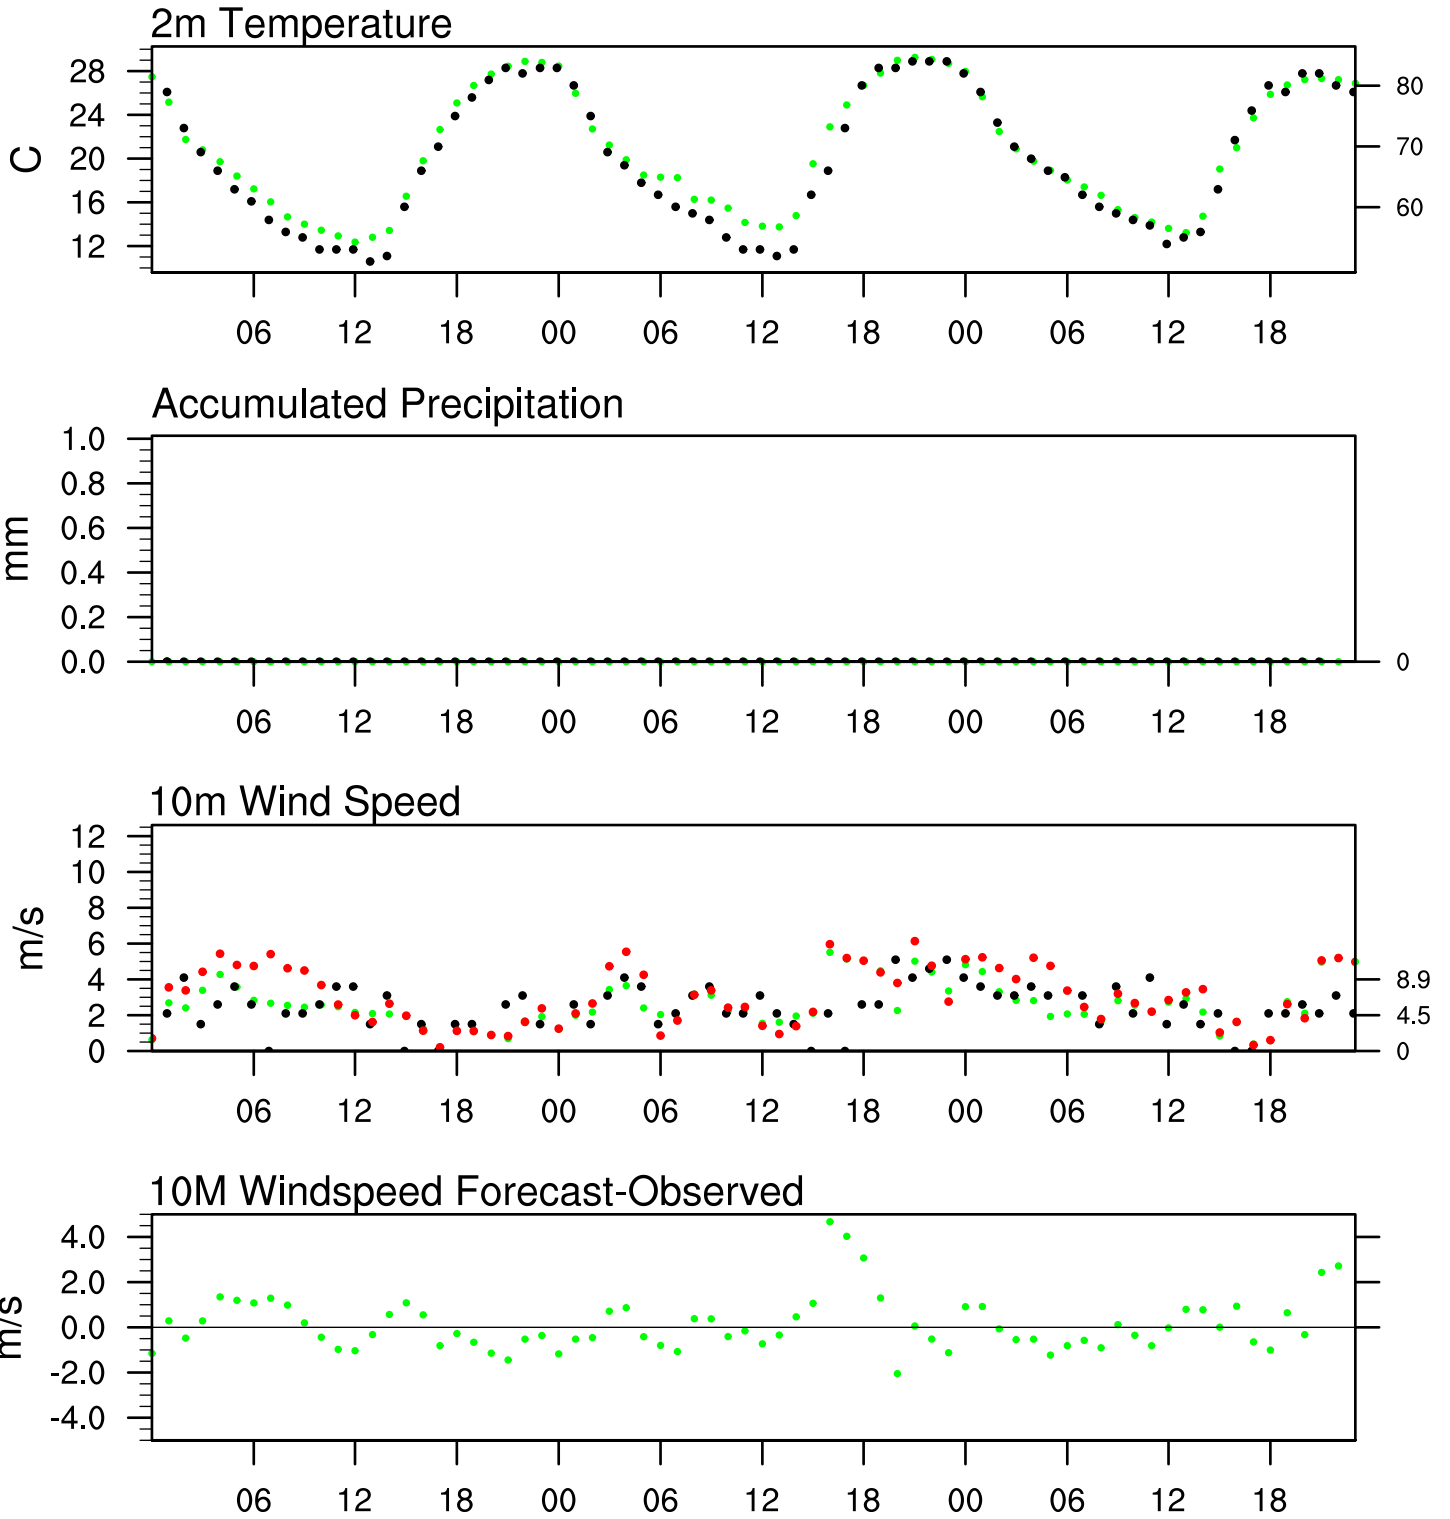 2m Temperature
28
24
20
16
12
C
80
70
60
06 12 18 00 06 12 18 00 06 12 18
Accumulated Precipitation
1.0
0.8
0.6
0.4
0.2
0.0
mm
0
06 12 18 00 06 12 18 00 06 12 18
10m Wind Speed
12
10
8
6
4
2
0
m/s
8.9
4.5
0
06 12 18 00 06 12 18 00 06 12 18
10M Windspeed Forecast-Observed
4.0
2.0
0.0
-2.0
-4.0
m/s
06 12 18 00 06 12 18 00 06 12 18